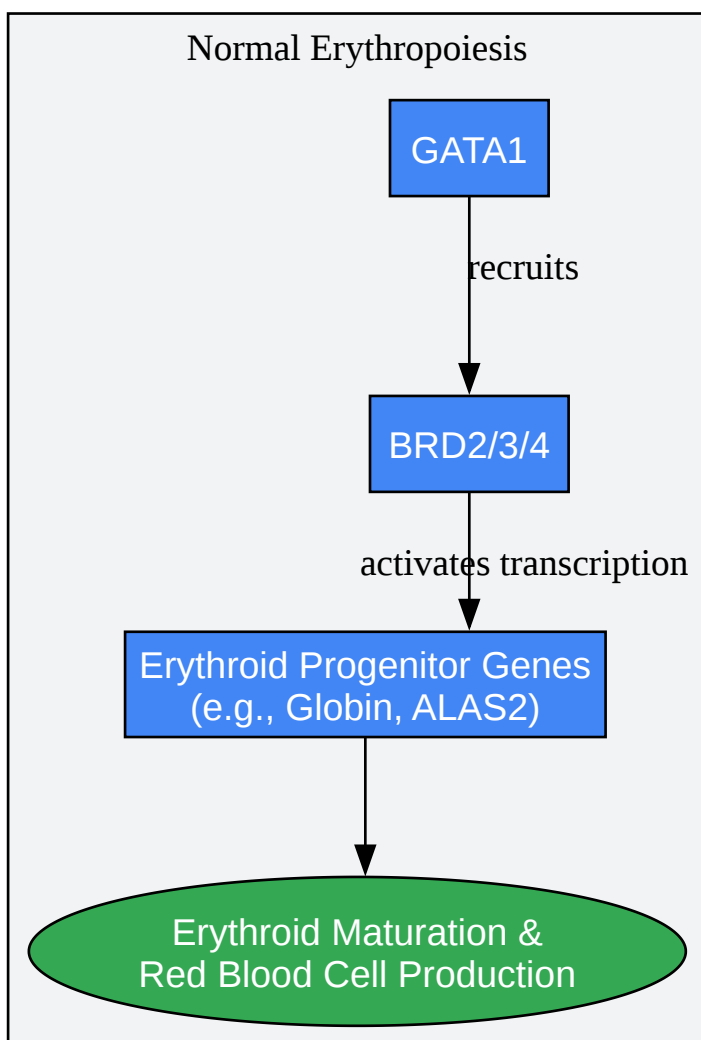 Normal Erythropoiesis
GATA1
recruits
BRD2/3/4
activates transcription
Erythroid Progenitor Genes
(e.g., Globin, ALAS2)
Erythroid Maturation &
Red Blood Cell Production